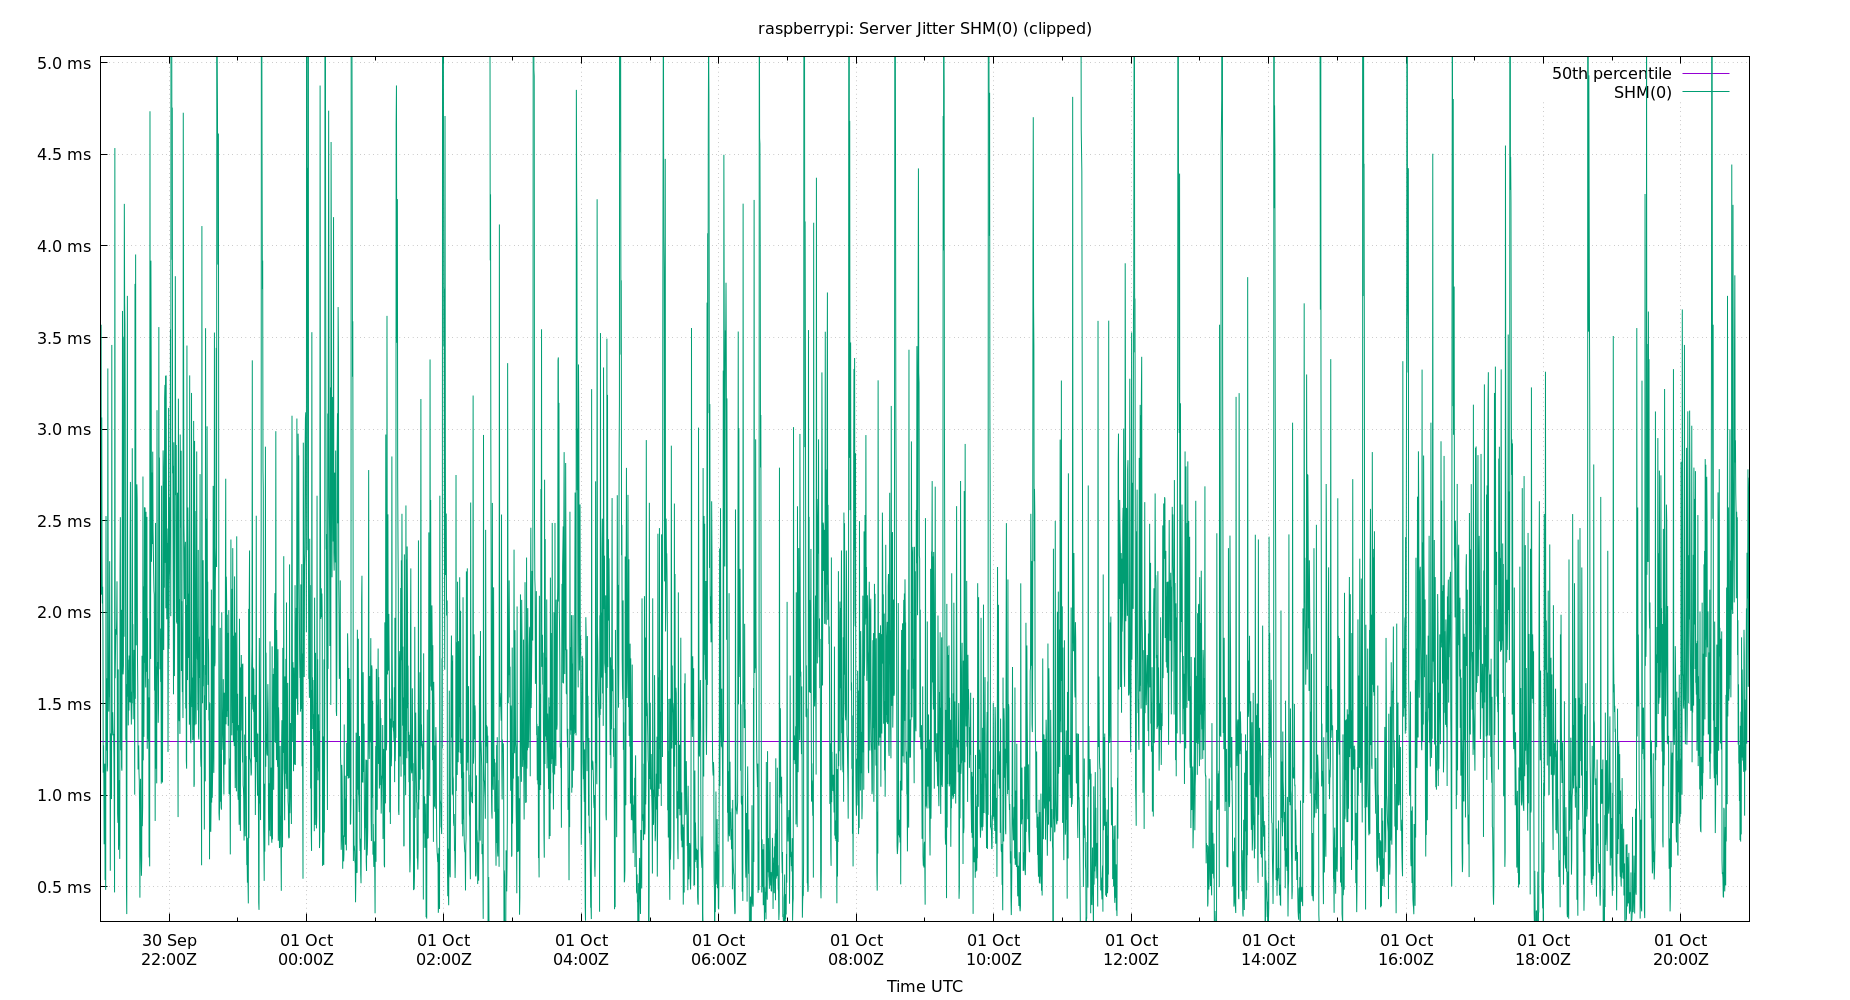 raspberrypi: Server Jitter SHM(0) (clipped)
5.0 ms
4.5 ms
4.0 ms
3.5 ms
3.0 ms
2.5 ms
2.0 ms
1.5 ms
1.0 ms
0.5 ms
50th percentile
SHM(0)
30 Sep 01 Oct 01 Oct 01 Oct 01 Oct 01 Oct 01 Oct 01 Oct 01 Oct 01 Oct 01 Oct 01 Oct
22:00Z 00:00Z 02:00Z 04:00Z 06:00Z 08:00Z 10:00Z 12:00Z 14:00Z 16:00Z 18:00Z 20:00Z
Time UTC